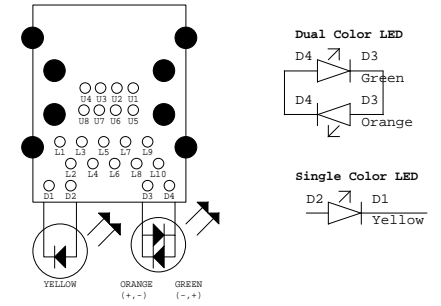 U4 U3 U2 U1
U8 U7 U6 U5
L1 L3 L5 L7 L9
L2 L4 L6 L8 L10
D1 D2 D3 D4
YELLOW ORANGE GREEN
(+,-) (-,+)
Dual Color LED
D4 D3
Green
D4 D3
Orange
Single Color LED
D2 D1
Yellow